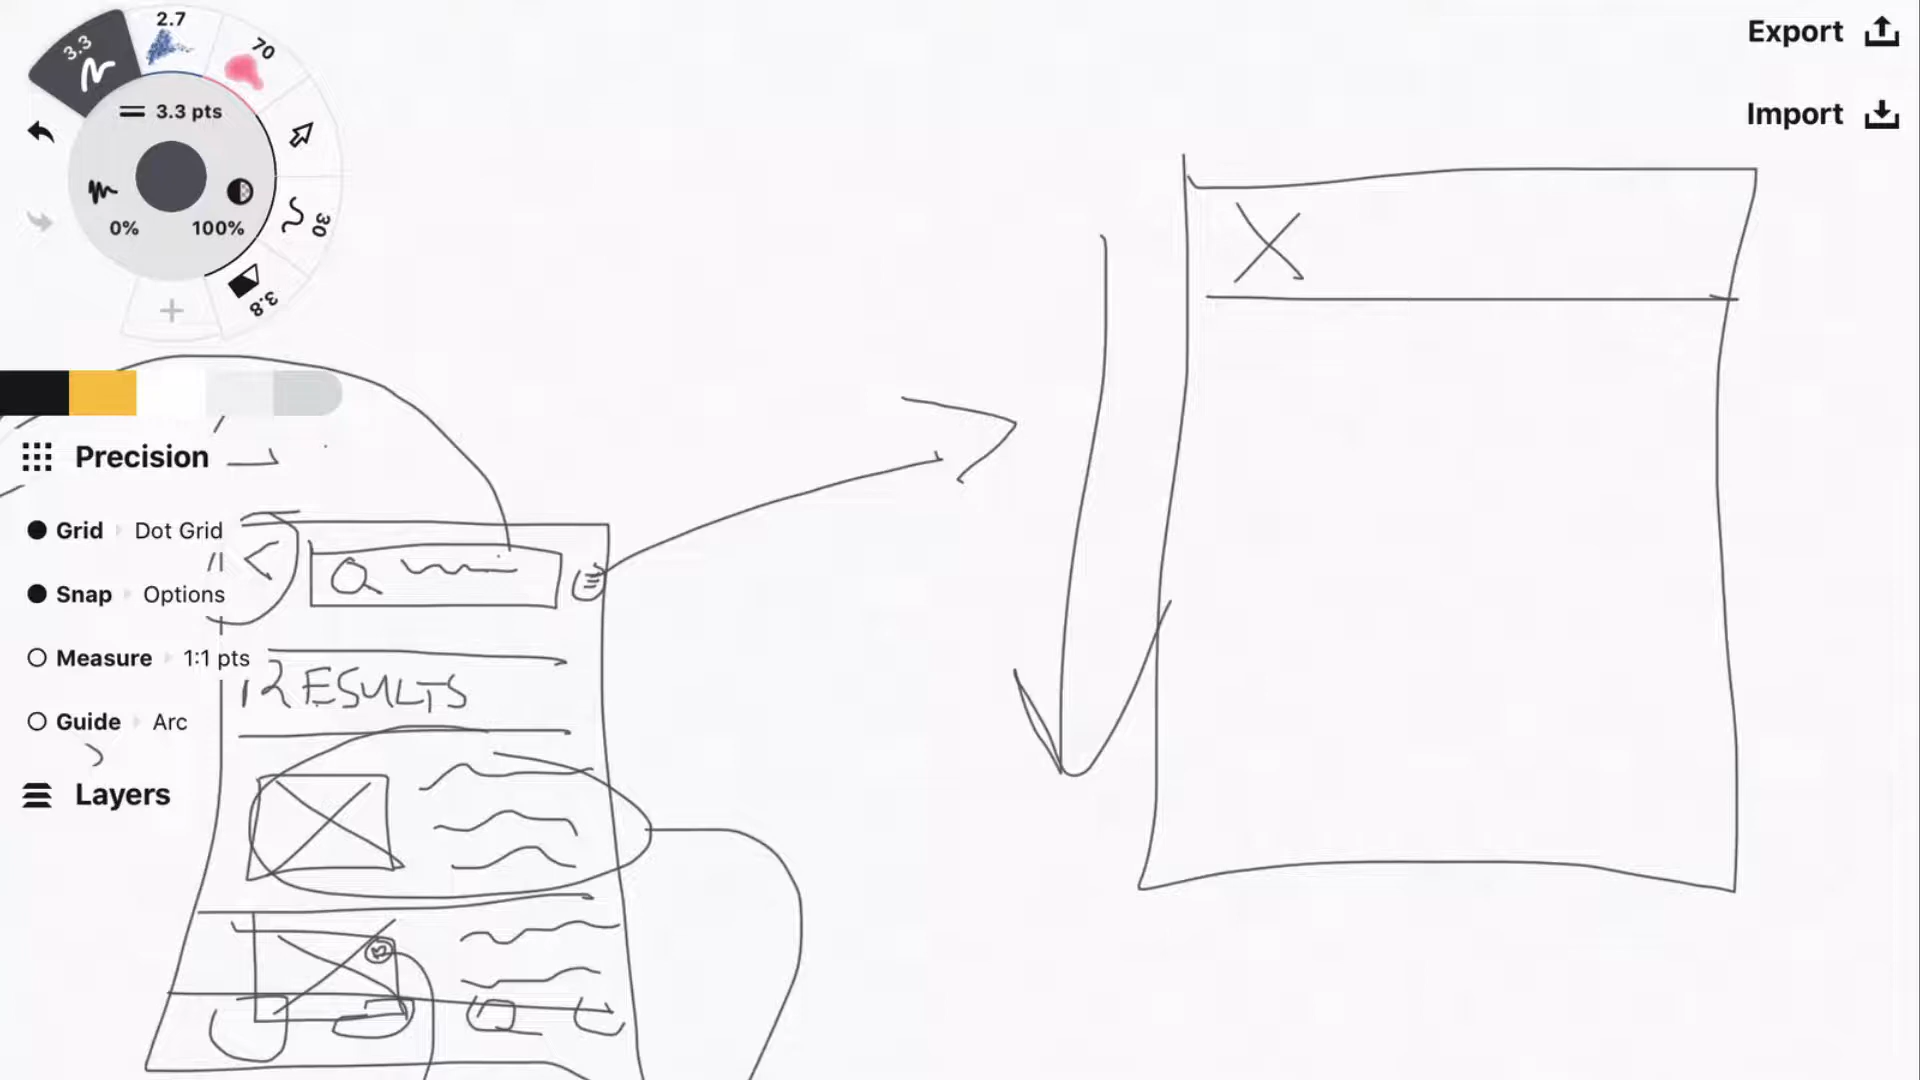 2.7
3.3
70
3.3 pts
0%
100%
30
3.8
Export
Import
Precision
Grid
Dot Grid
Snap
Options
Measure
1:1 pts
Guide
Arc
Layers
12 RESULTS